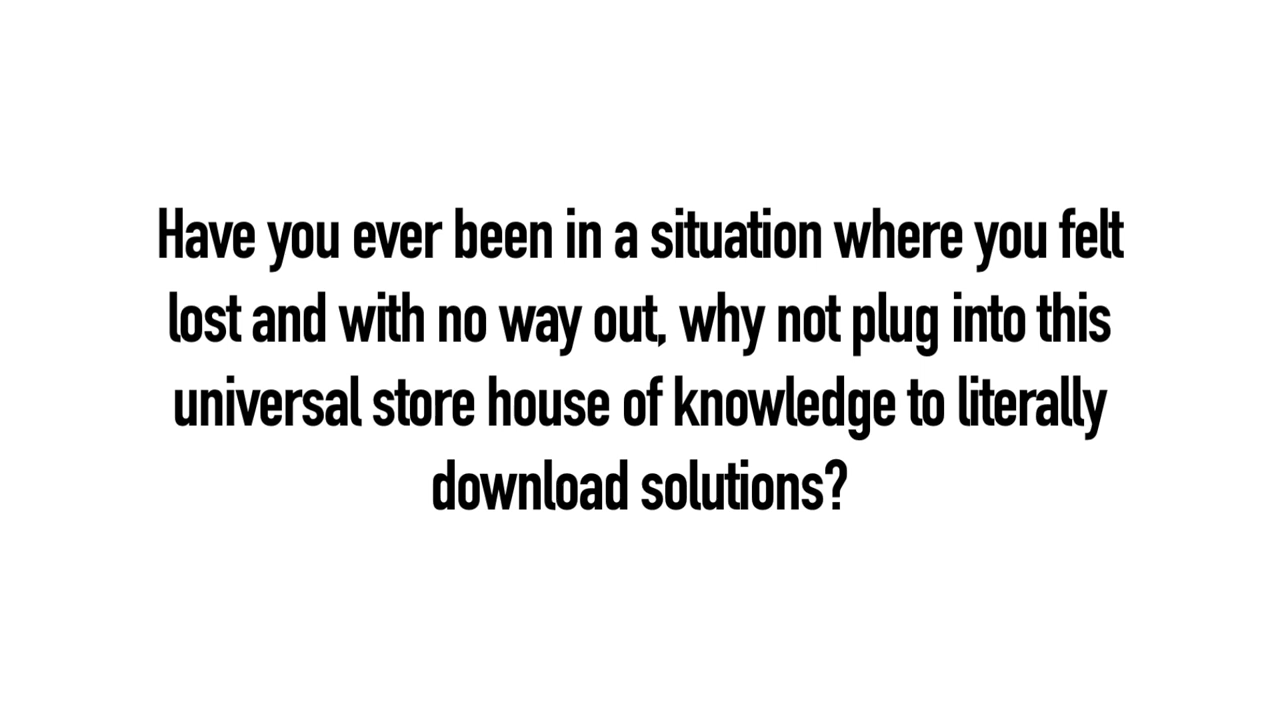 Have you ever been in a situation where you felt
lost and with no way out, why not plug into this
universal store house of knowledge to literally
download solutions?